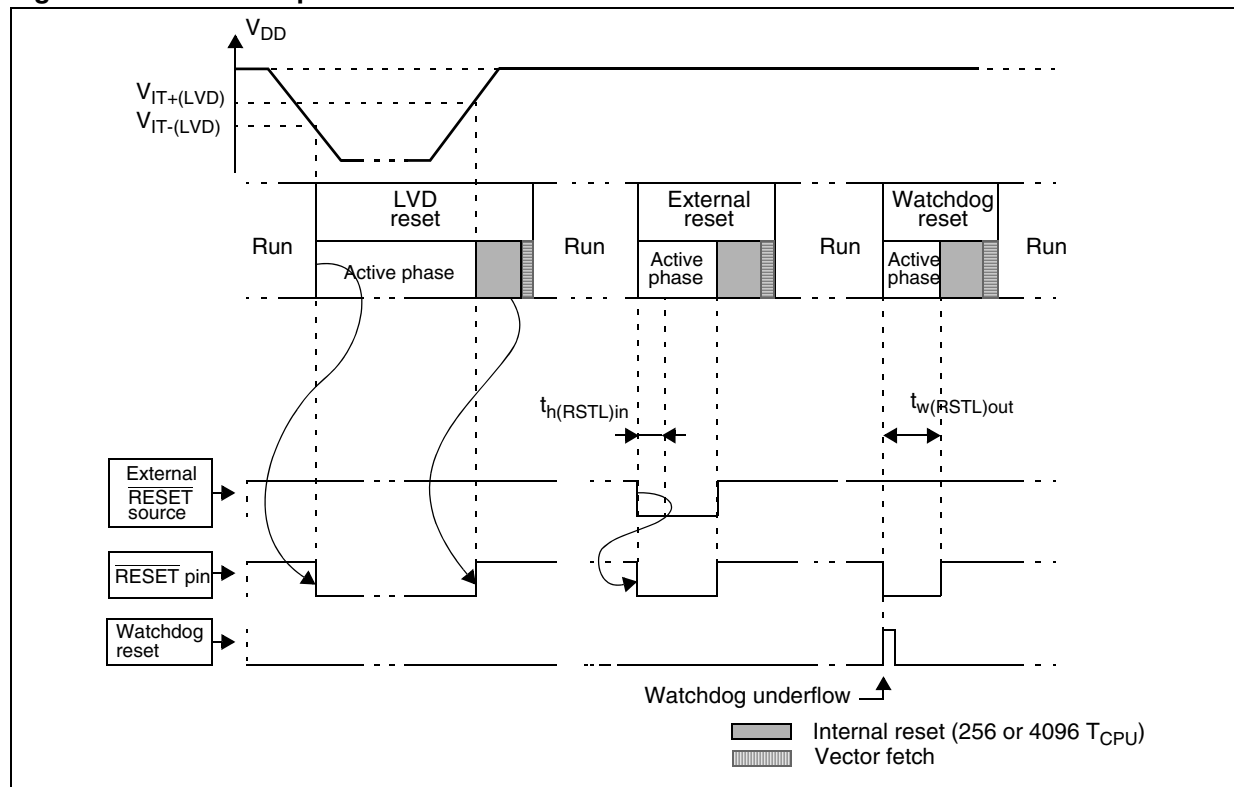 VDD
VIT+(LVD)
VIT-(LVD)
LVD
reset
External
reset
Watchdog
reset
Run
Active phase
Run
Active
phase
Run
Active
phase
Run
th(RSTL)in
tw(RSTL)out
External
RESET
source
RESET pin
Watchdog
reset
Watchdog underflow
Internal reset (256 or 4096 TCPU)
Vector fetch